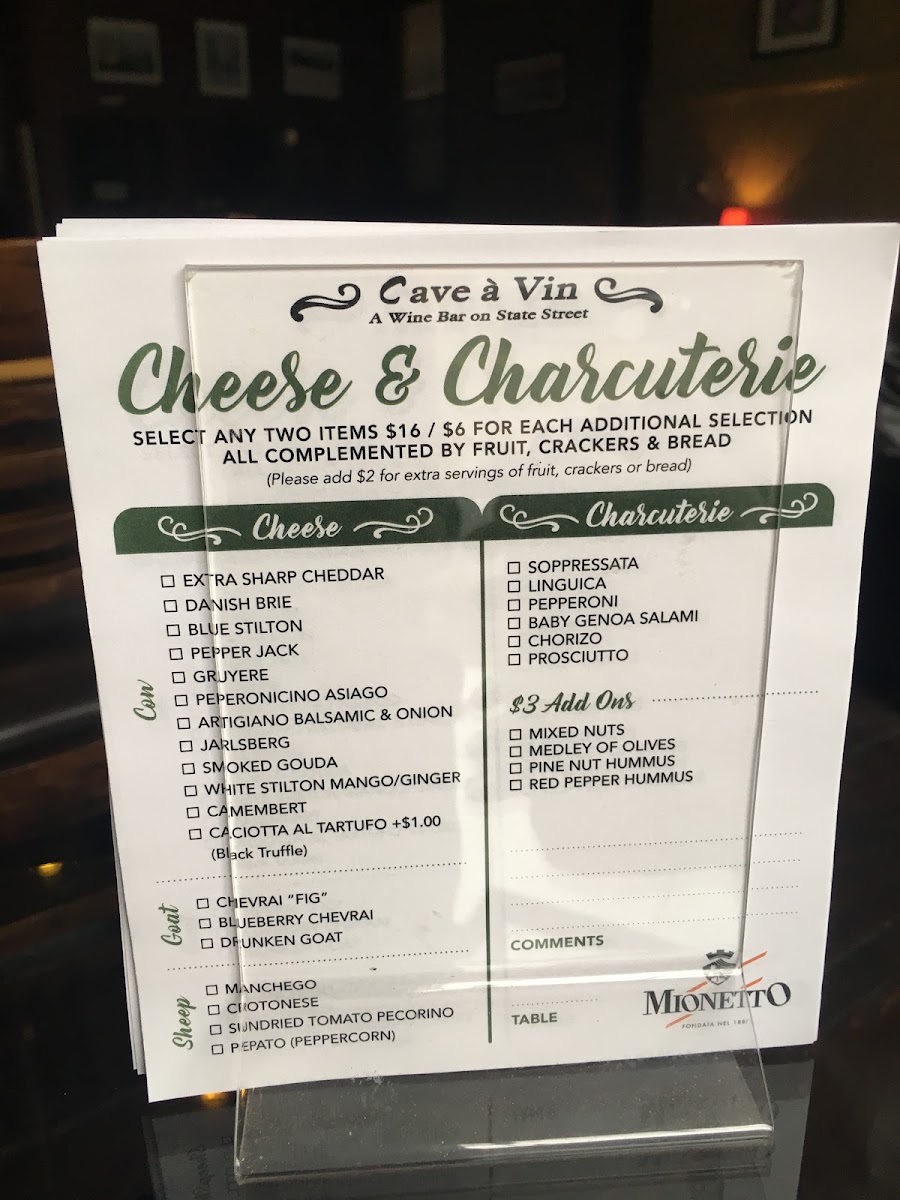 Cave à Vin
A Wine Bar on State Street
Cheese & Charcuterie
SELECT ANY TWO ITEMS $16 / $6 FOR EACH ADDITIONAL SELECTION
ALL COMPLEMENTED BY FRUIT, CRACKERS & BREAD
(Please add $2 for extra servings of fruit, crackers or bread)
Cheese
Cow
EXTRA SHARP CHEDDAR
DANISH BRIE
BLUE STILTON
PEPPER JACK
GRUYERE
PEPERONICINO ASIAGO
ARTIGIANO BALSAMIC & ONION
JARLSBERG
SMOKED GOUDA
WHITE STILTON MANGO/GINGER
CAMEMBERT
CACIOTTA AL TARTUFO +$1.00
(Black Truffle)
Goat
CHEVRAI "FIG"
BLUEBERRY CHEVRAI
DRUNKEN GOAT
Sheep
MANCHEGO
CROTONESE
SUNDRIED TOMATO PECORINO
PEPATO (PEPPERCORN)
Charcuterie
SOPPRESSATA
LINGUICA
PEPPERONI
BABY GENOA SALAMI
CHORIZO
PROSCIUTTO
$3 Add Ons
MIXED NUTS
MEDLEY OF OLIVES
PINE NUT HUMMUS
RED PEPPER HUMMUS
COMMENTS
TABLE
MIONETTO
FONDATA NEL 1887